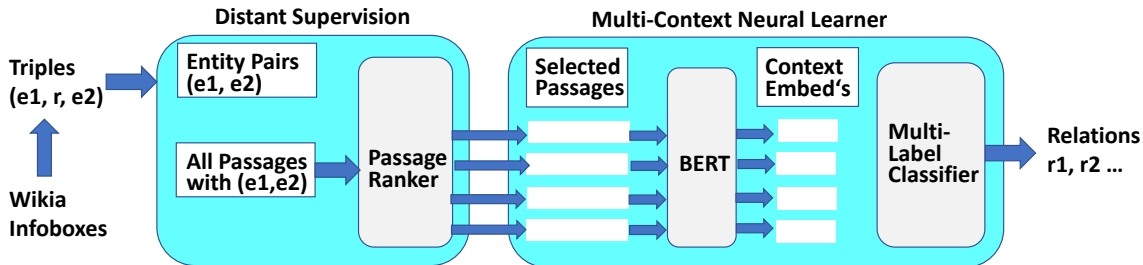 Distant Supervision
Multi-Context Neural Learner
Triples
(e1, r, e2)
Wikia
Infoboxes
Entity Pairs
(e1, e2)
All Passages
with (e1,e2)
Passage
Ranker
Selected
Passages
BERT
Context
Embed‘s
Multi-
Label
Classifier
Relations
r1, r2 ...